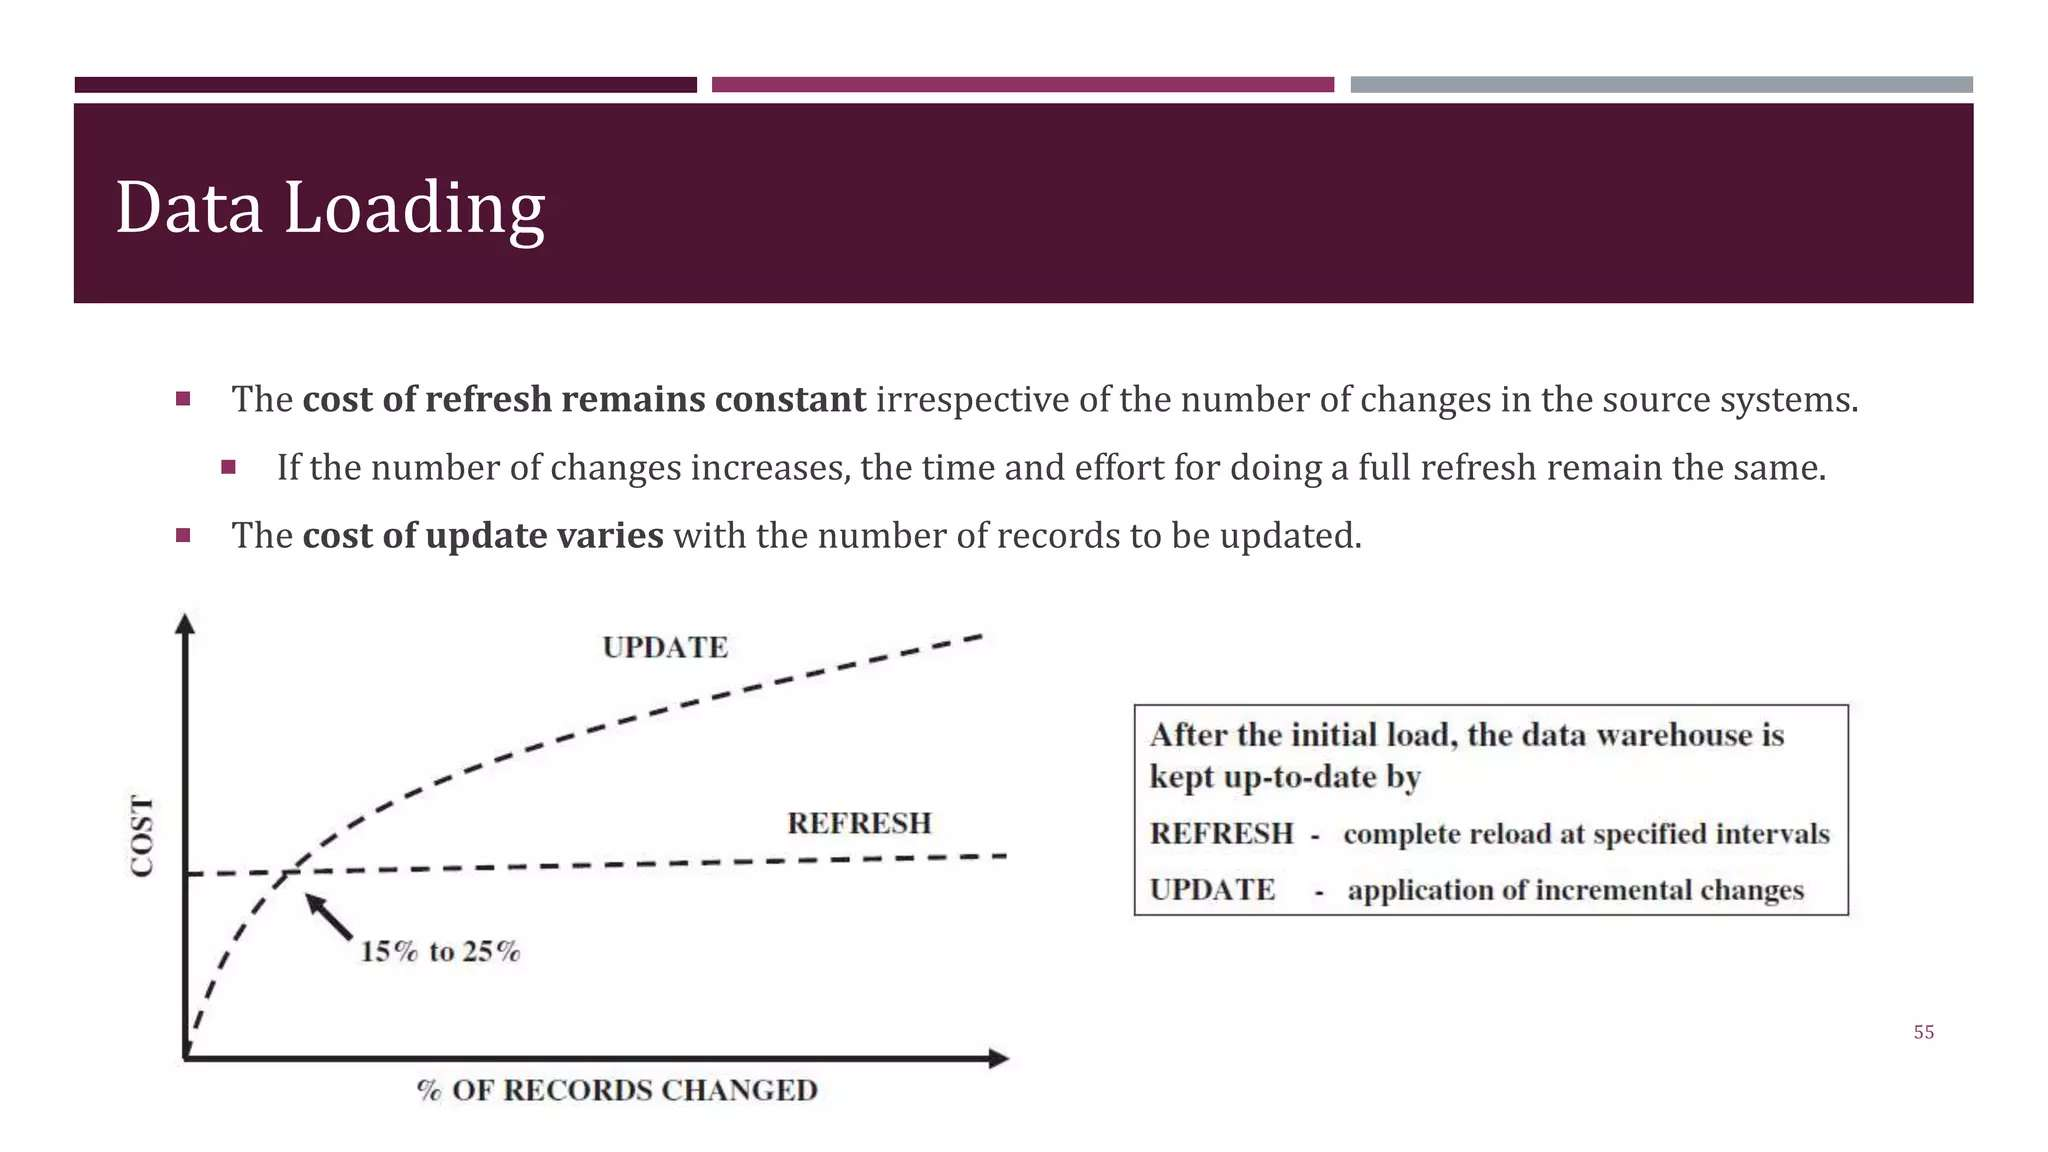 Data Loading
The cost of refresh remains constant irrespective of the number of changes in the source systems.
If the number of changes increases, the time and effort for doing a full refresh remain the same.
The cost of update varies with the number of records to be updated.
UPDATE
REFRESH
COST
15% to 25%
% OF RECORDS CHANGED
After the initial load, the data warehouse is
kept up-to-date by
REFRESH - complete reload at specified intervals
UPDATE - application of incremental changes
55